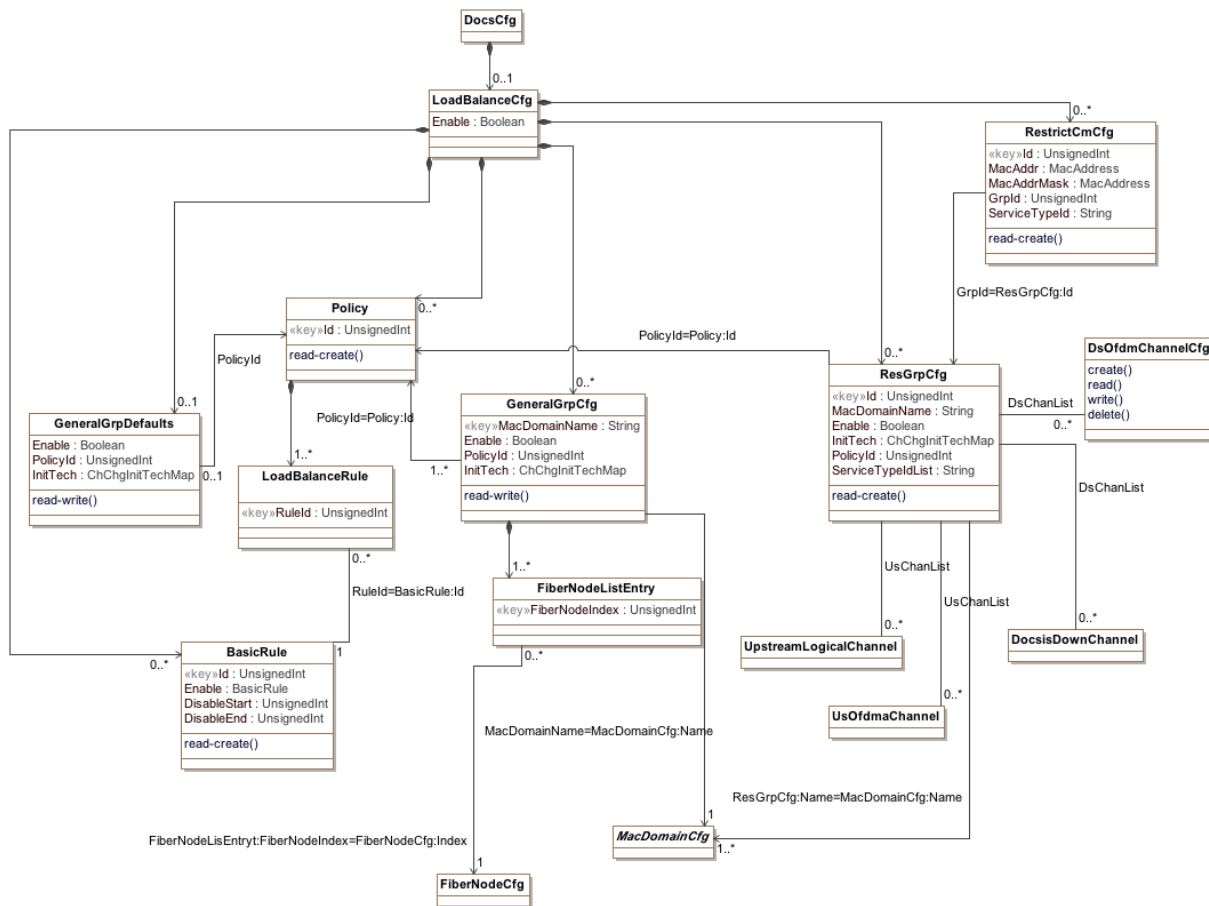 DocsCfg
0..1
LoadBalanceCfg
Enable : Boolean
0..*
RestrictCmCfg
«key»Id : UnsignedInt
MacAddr : MacAddress
MacAddrMask : MacAddress
GrpId : UnsignedInt
ServiceTypeId : String
read-create()
GrpId=ResGrpCfg:Id
Policy
«key»Id : UnsignedInt
read-create()
0..*
PolicyId
PolicyId=Policy:Id
0..*
0..*
DsOfdmChannelCfg
create()
read()
write()
delete()
ResGrpCfg
«key»Id : UnsignedInt
MacDomainName : String
Enable : Boolean
InitTech : ChChgInitTechMap
PolicyId : UnsignedInt
ServiceTypeIdList : String
read-create()
DsChanList
0..*
0..1
GeneralGrpDefaults
Enable : Boolean
PolicyId : UnsignedInt
InitTech : ChChgInitTechMap
read-write()
0..1
PolicyId=Policy:Id
GeneralGrpCfg
«key»MacDomainName : String
Enable : Boolean
PolicyId : UnsignedInt
InitTech : ChChgInitTechMap
read-write()
1..*
1..*
LoadBalanceRule
«key»RuleId : UnsignedInt
0..*
DsChanList
UsChanList
UsChanList
1..*
FiberNodeListEntry
«key»FiberNodeIndex : UnsignedInt
0..*
RuleId=BasicRule:Id
0..*
UpstreamLogicalChannel
0..*
DocsisDownChannel
0..*
BasicRule
1
«key»Id : UnsignedInt
Enable : BasicRule
DisableStart : UnsignedInt
DisableEnd : UnsignedInt
read-create()
0..*
UsOfdmaChannel
MacDomainName=MacDomainCfg:Name
ResGrpCfg:Name=MacDomainCfg:Name
1
MacDomainCfg
1..*
FiberNodeLisEntryt:FiberNodeIndex=FiberNodeCfg:Index
1
FiberNodeCfg